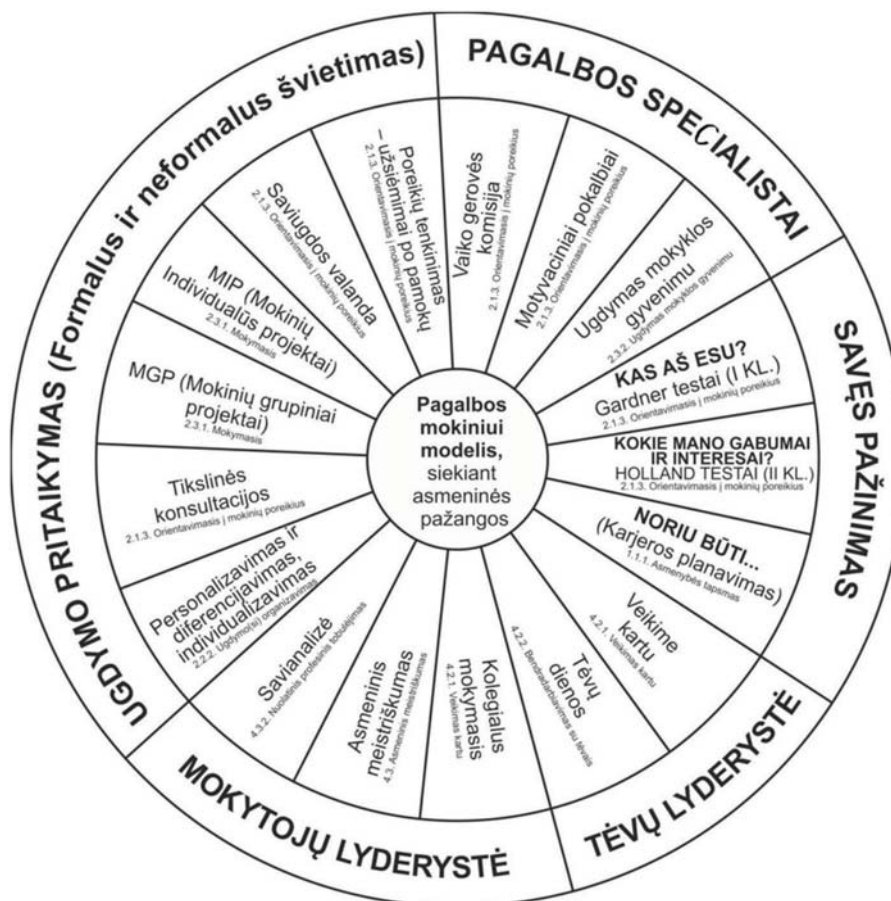 Pagalbos
mokiniui
modelis,
siekiant
asmeninės
pažangos
PAGALBOS SPECIALISTAI
Vaiko gerovės
komisija
2.1.3. Orientavimasis į mokinių poreikius
Motyvaciniai pokalbiai
2.1.3. Orientavimasis į mokinių poreikius
Ugdymas mokyklos
gyvenimu
2.3.2. Ugdymas mokyklos gyvenimu
SAVĘS PAŽINIMAS
KAS AŠ ESU?
Gardner testai (I KL.)
2.1.3. Orientavimasis į mokinių poreikius
KOKIE MANO GABUMAI
IR INTERESAI?
HOLLAND TESTAI (II KL.)
2.1.3. Orientavimasis į mokinių poreikius
NORIU BŪTI...
(Karjeros planavimas)
1.1.1. Asmenybės tapsmas
TĖVŲ LYDERYSTĖ
Veikime
kartu
4.2.1. Veikimas kartu
Tėvų
dienos
4.2.2. Bendradarbiavimas su tėvais
MOKYTOJŲ LYDERYSTĖ
Kolegialus
mokymasis
4.2.1. Veikimas kartu
Asmeninis
meistriškumas
4.3. Asmeninis meistriškumas
Savianalizė
4.3.2. Nuolatinis profesinis tobulėjimas
UGDYMO PRITAIKYMAS (Formalus ir neformalus švietimas)
Personalizavimas ir
diferencijavimas,
individualizavimas
2.2.2. Ugdymo(si) organizavimas
Tikslinės
konsultacijos
2.1.3. Orientavimasis į mokinių poreikius
MGP (Mokinių grupiniai
projektai)
2.3.1. Mokymasis
MIP (Mokinių
Individualūs projektai)
2.3.1. Mokymasis
Saviugdos valanda
2.1.3. Orientavimasis į mokinių poreikius
Poreikių tenkinimas
– užsiėmimai po pamokų
2.1.3. Orientavimasis į mokinių poreikius